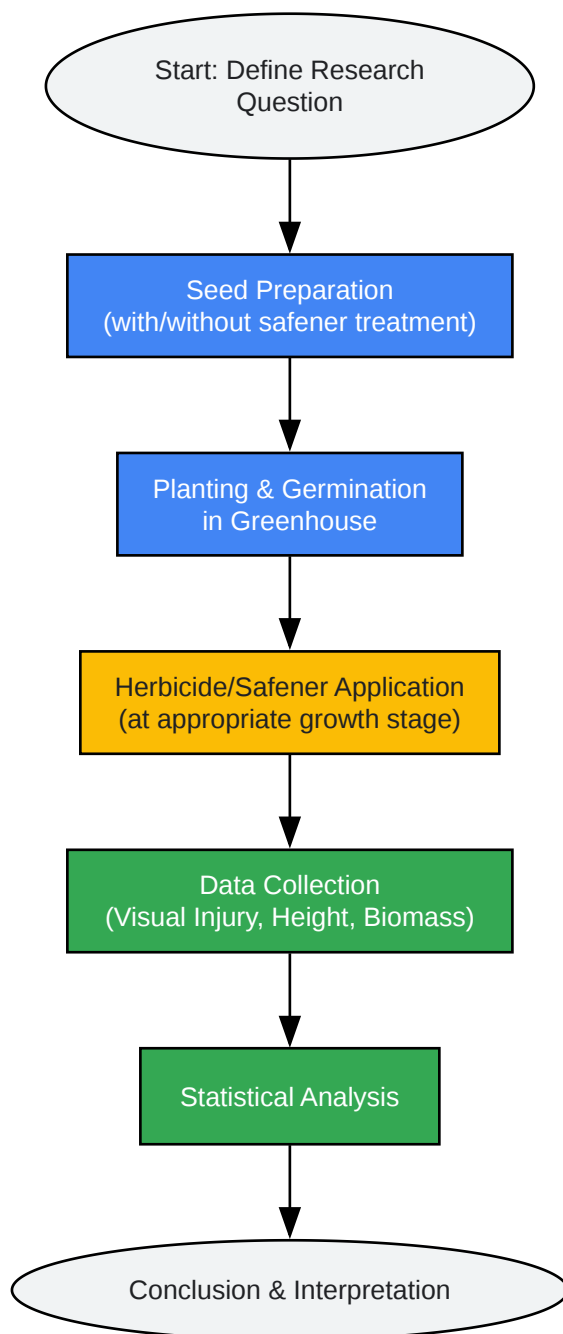 Start: Define Research
Question
Seed Preparation
(with/without safener treatment)
Planting & Germination
in Greenhouse
Herbicide/Safener Application
(at appropriate growth stage)
Data Collection
(Visual Injury, Height, Biomass)
Statistical Analysis
Conclusion & Interpretation